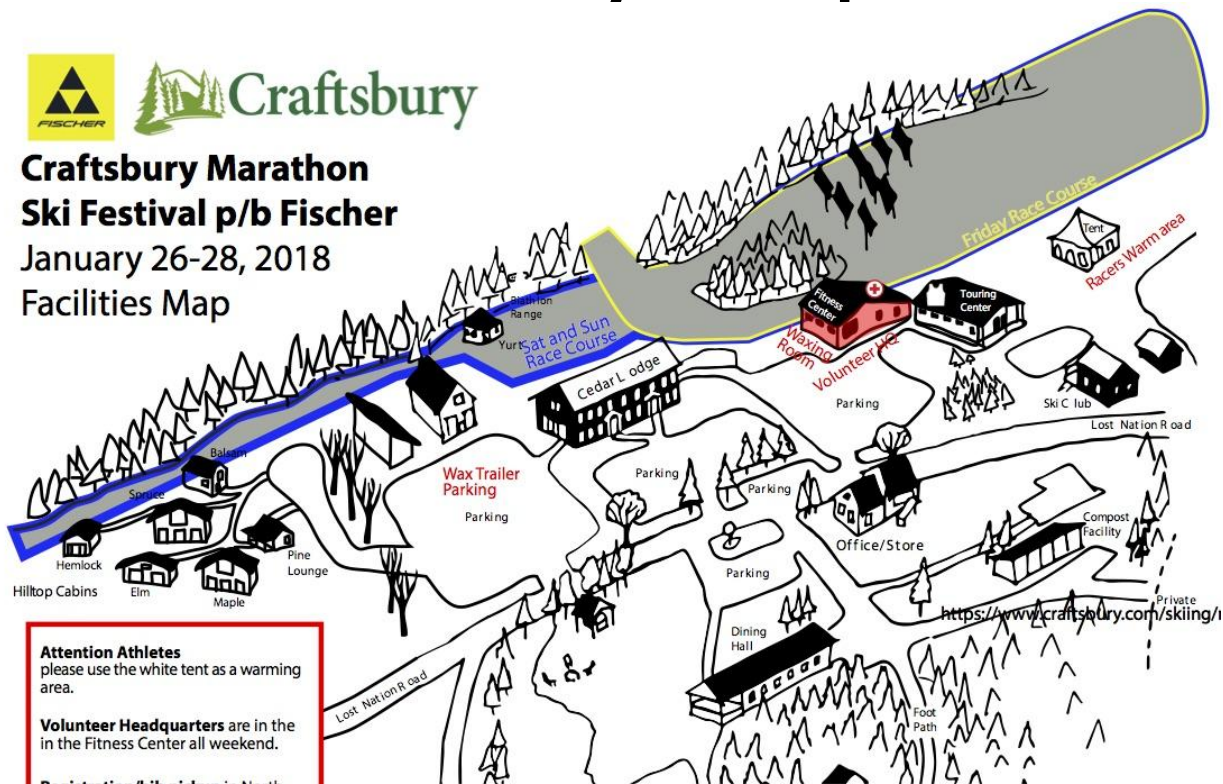 FISCHER
Craftsbury
Craftsbury Marathon
Ski Festival p/b Fischer
January 26-28, 2018
Facilities Map
Friday Race Course
Tent
Racers Warm area
Biathlon
Range
Yurt
Sat and Sun
Race Course
Fitness
Center
Touring
Center
Waxing
Room
Volunteer HQ
Cedar Lodge
Parking
Ski Club
Lost Nation Road
Balsam
Spruce
Wax Trailer
Parking
Parking
Parking
Parking
Office/Store
Compost
Facility
Hemlock
Pine
Lounge
Hilltop Cabins
Elm
Maple
Parking
Private
https://www.craftsbury.com/skiing/
Dining
Hall
Lost Nation Road
Foot
Path
Attention Athletes
please use the white tent as a warming
area.
Volunteer Headquarters are in the
in the Fitness Center all weekend.